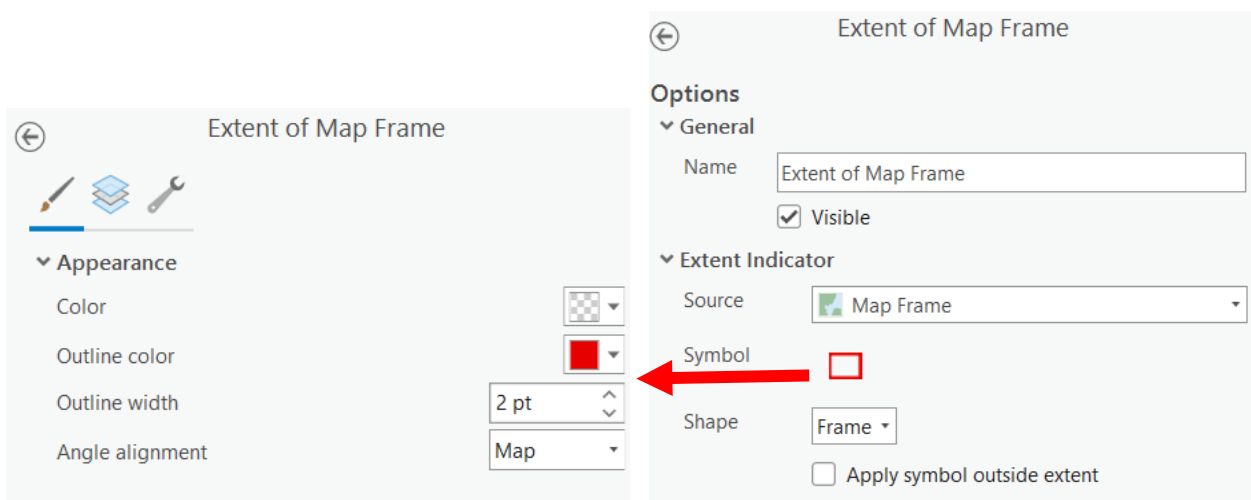 Extent of Map Frame
Appearance
Color
Outline color
Outline width 2 pt
Angle alignment Map
Extent of Map Frame
Options
General
Name Extent of Map Frame
Visible
Extent Indicator
Source Map Frame
Symbol
Shape Frame
Apply symbol outside extent